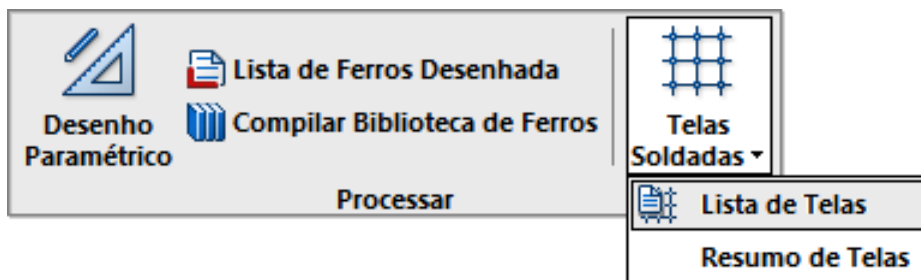 Desenho
Paramétrico
Lista de Ferros Desenhada
Compilar Biblioteca de Ferros
Telas
Soldadas
Processar
Lista de Telas
Resumo de Telas